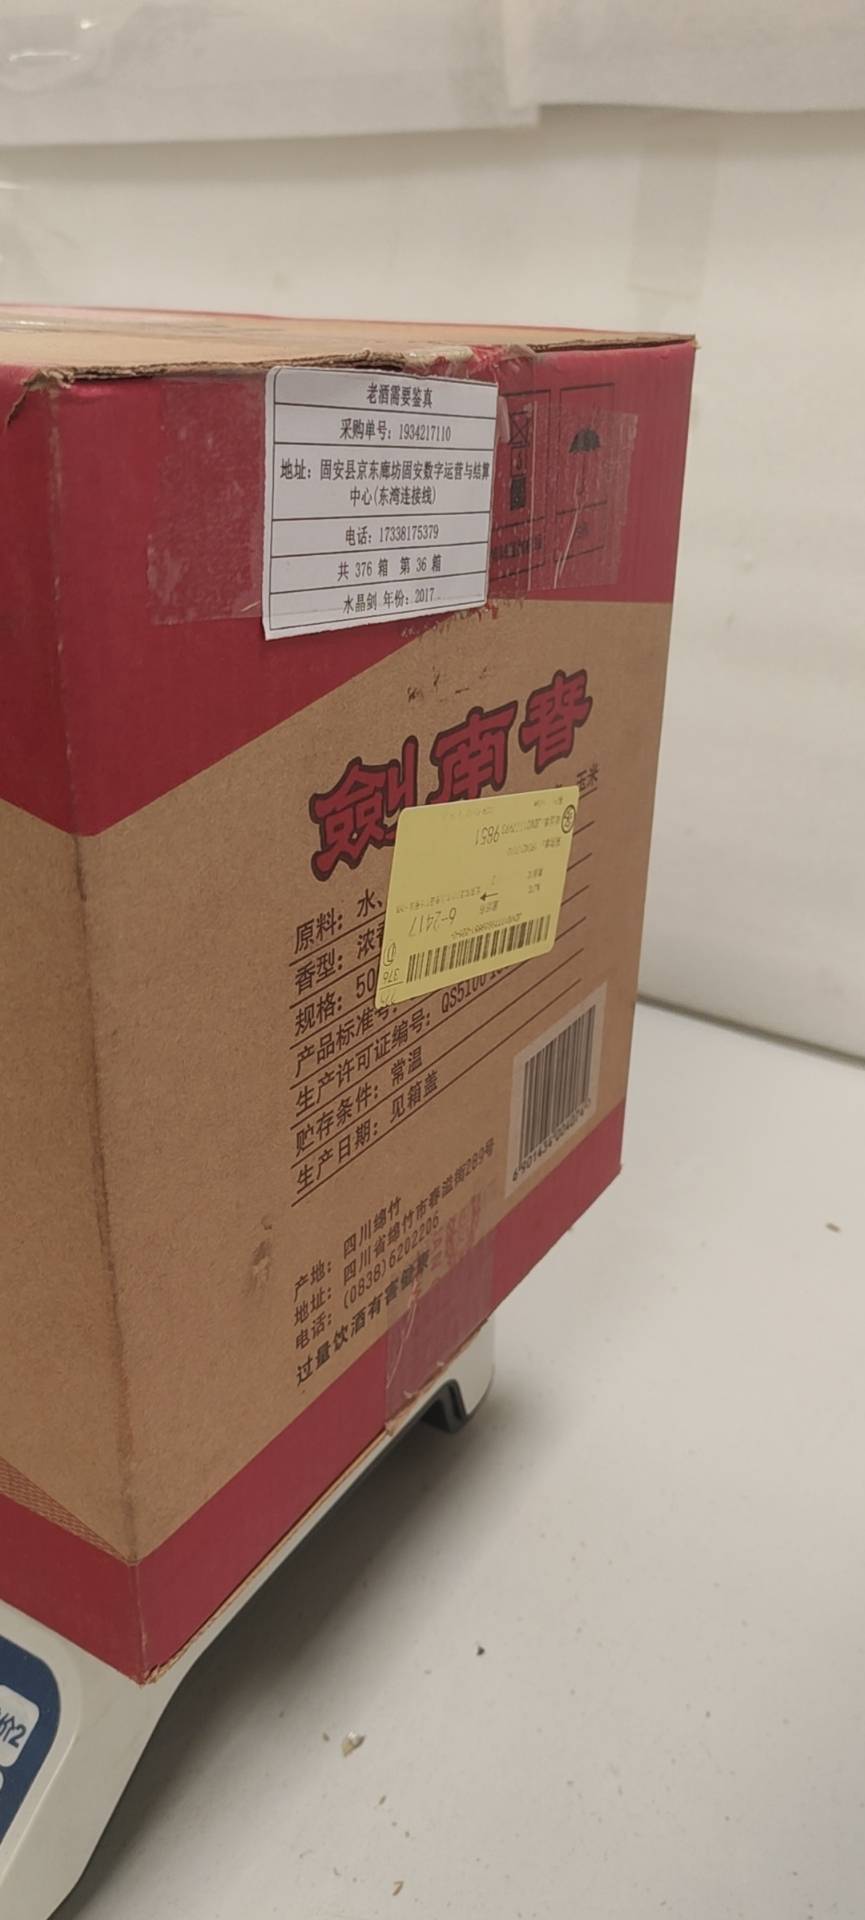 老酒需要鉴真
采购单号：1934217110
地址：固安县京东廊坊固安数字运营与结算
中心(东湾连接线)
电话：17338175379
共 376 箱 第 36 箱
水晶剑 年份：2017
劍南春
玉米
原料：水、
香型：浓香
规格：50
产品标准号：
生产许可证编号：QS5100
贮存条件：常温
生产日期：见箱盖
9851
6-2417
376
6901434004074
产地：四川绵竹
地址：四川省绵竹市春溢街289号
电话：(0838)6202206
过量饮酒有害健康